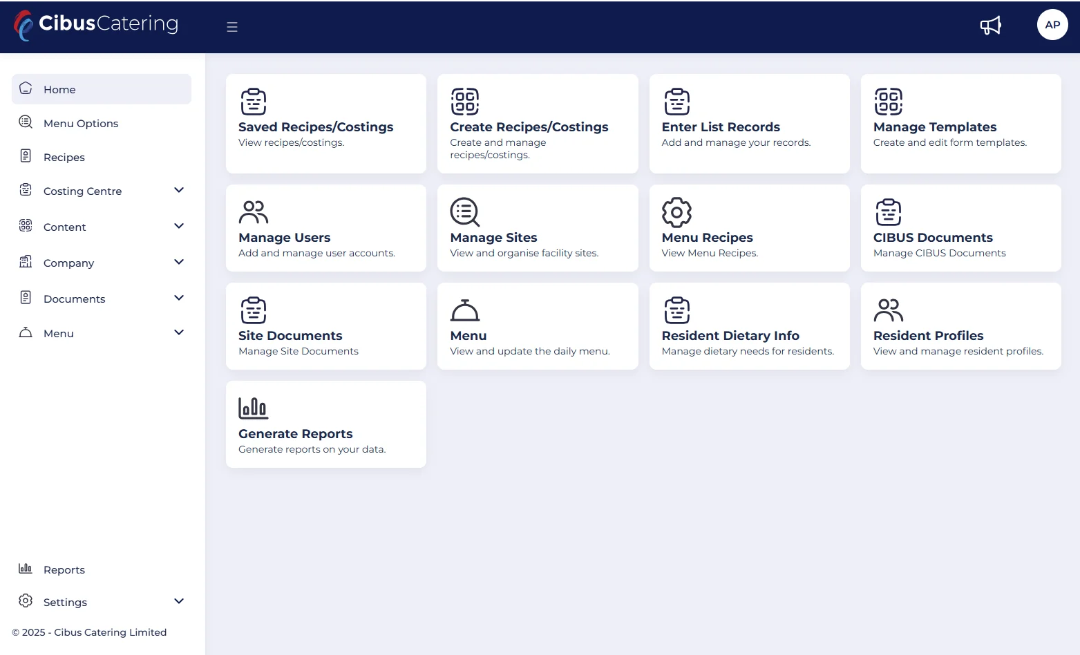 CibusCatering
AP
Home
Menu Options
Recipes
Costing Centre
Content
Company
Documents
Menu
Reports
Settings
© 2025 - Cibus Catering Limited
Saved Recipes/Costings
View recipes/costings.
Create Recipes/Costings
Create and manage
recipes/costings.
Enter List Records
Add and manage your records.
Manage Templates
Create and edit form templates.
Manage Users
Add and manage user accounts.
Manage Sites
View and organise facility sites.
Menu Recipes
View Menu Recipes.
CIBUS Documents
Manage CIBUS Documents
Site Documents
Manage Site Documents
Menu
View and update the daily menu.
Resident Dietary Info
Manage dietary needs for residents.
Resident Profiles
View and manage resident profiles.
Generate Reports
Generate reports on your data.